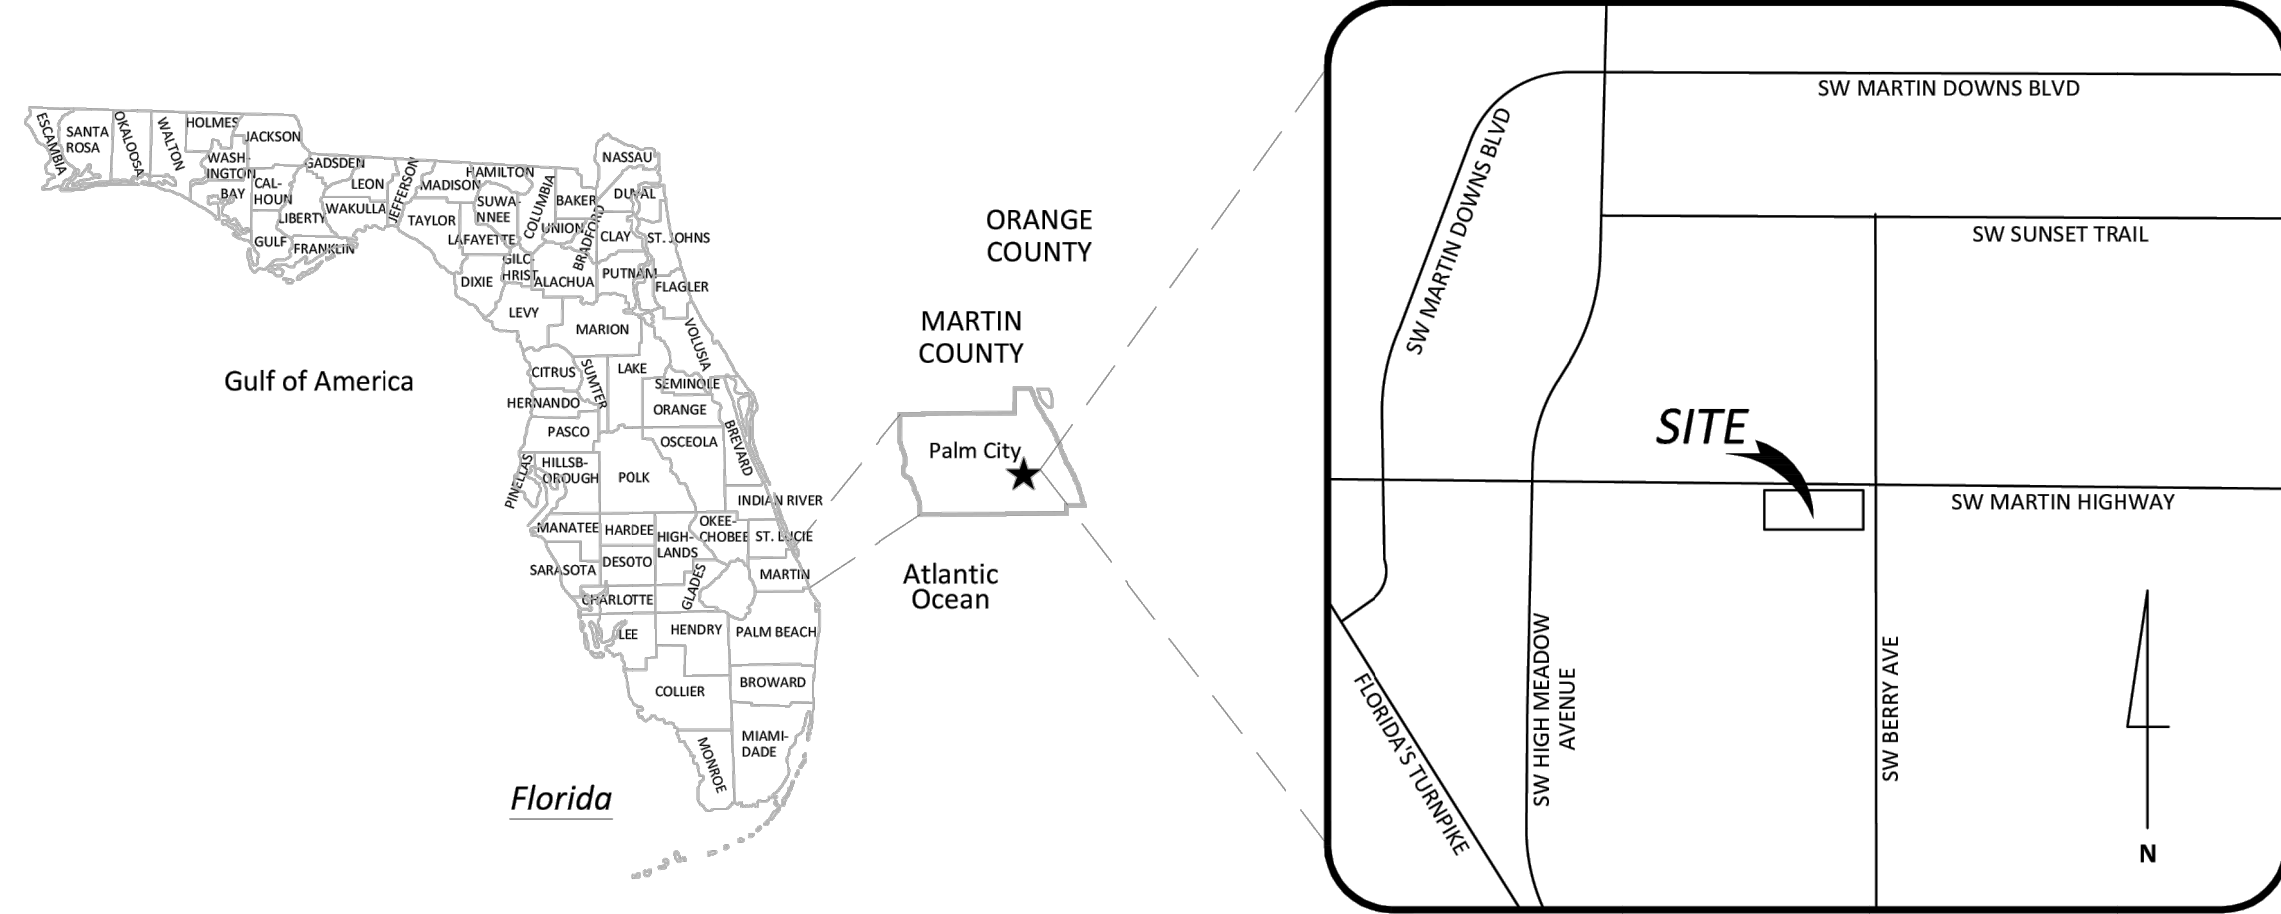 ESCAMBIA
SANTA
ROSA
OKALOOSA
WALTON
HOLMES
JACKSON
WASH-
INGTON
BAY
CAL-
HOUN
GULF
GADSDEN
LIBERTY
FRANKLIN
LEON
WAKULLA
JEFFERSON
MADISON
TAYLOR
HAMILTON
SUWA-
NNEE
LAFAYETTE
DIXIE
COLUMBIA
GILC-
HRIST
BAKER
UNION
BRADFORD
ALACHUA
LEVY
NASSAU
DUVAL
CLAY
ST. JOHNS
PUTNAM
FLAGLER
MARION
VOLUSIA
CITRUS
SUMTER
LAKE
SEMINOLE
HERNANDO
ORANGE
PASCO
OSCEOLA
BREVARD
PINELLAS
HILLSB-
OROUGH
POLK
INDIAN RIVER
MANATEE
HARDEE
HIGH-
LANDS
OKEE-
CHOBEE
ST. LUCIE
SARASOTA
DESOTO
GLADES
MARTIN
CHARLOTTE
LEE
HENDRY
PALM BEACH
COLLIER
BROWARD
MONROE
MIAMI-
DADE
Gulf of America
Florida
ORANGE
COUNTY
MARTIN
COUNTY
Palm City
Atlantic
Ocean
SW MARTIN DOWNS BLVD
SW MARTIN DOWNS BLVD
SW SUNSET TRAIL
SITE
SW MARTIN HIGHWAY
FLORIDA'S TURNPIKE
SW HIGH MEADOW
AVENUE
SW BERRY AVE
N